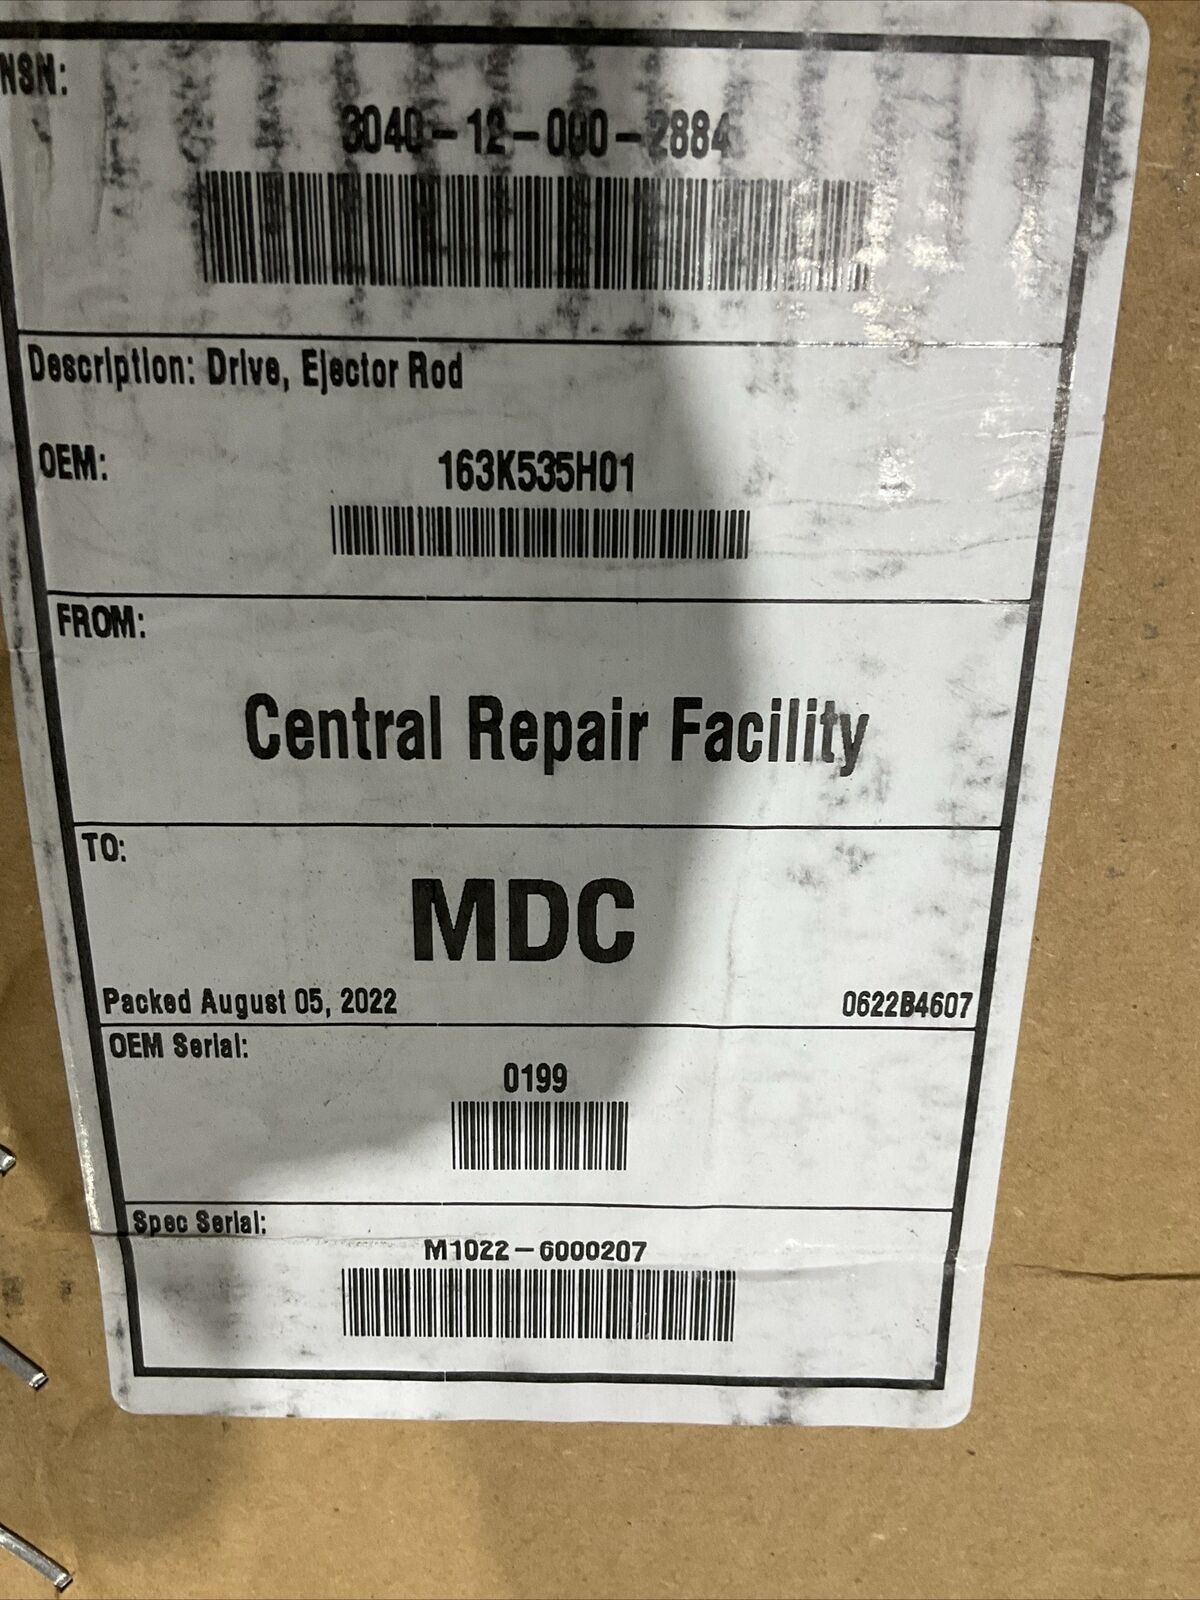 NSN:
3040-12-000-2884
Description: Drive, Ejector Rod
OEM:
163K535H01
FROM:
Central Repair Facility
TO:
MDC
Packed August 05, 2022
0622B4607
OEM Serial:
0199
Spec Serial:
M1022-6000207